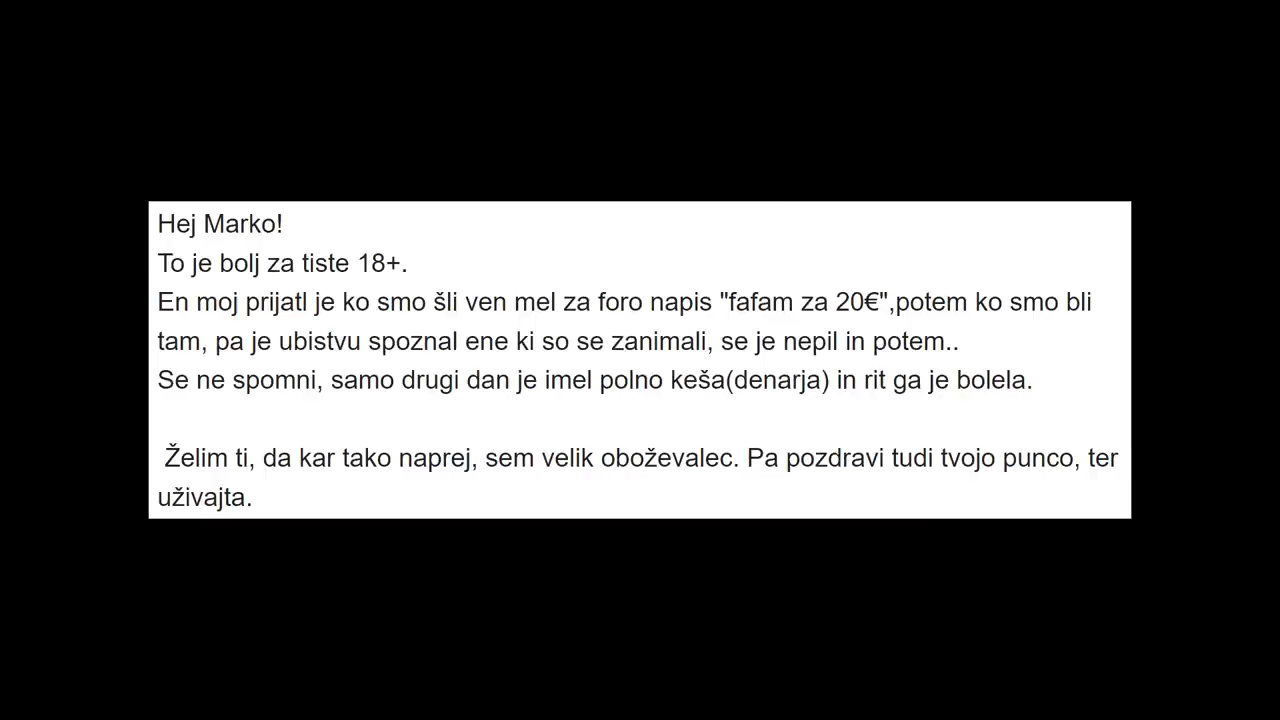 Hej Marko!
To je bolj za tiste 18+.
En moj prijatl je ko smo šli ven mel za foro napis "fafam za 20€",potem ko smo bli
tam, pa je ubistvu spoznal ene ki so se zanimali, se je nepil in potem..
Se ne spomni, samo drugi dan je imel polno keša(denarja) in rit ga je bolela.
Želim ti, da kar tako naprej, sem velik oboževalec. Pa pozdravi tudi tvojo punco, ter
uživajta.